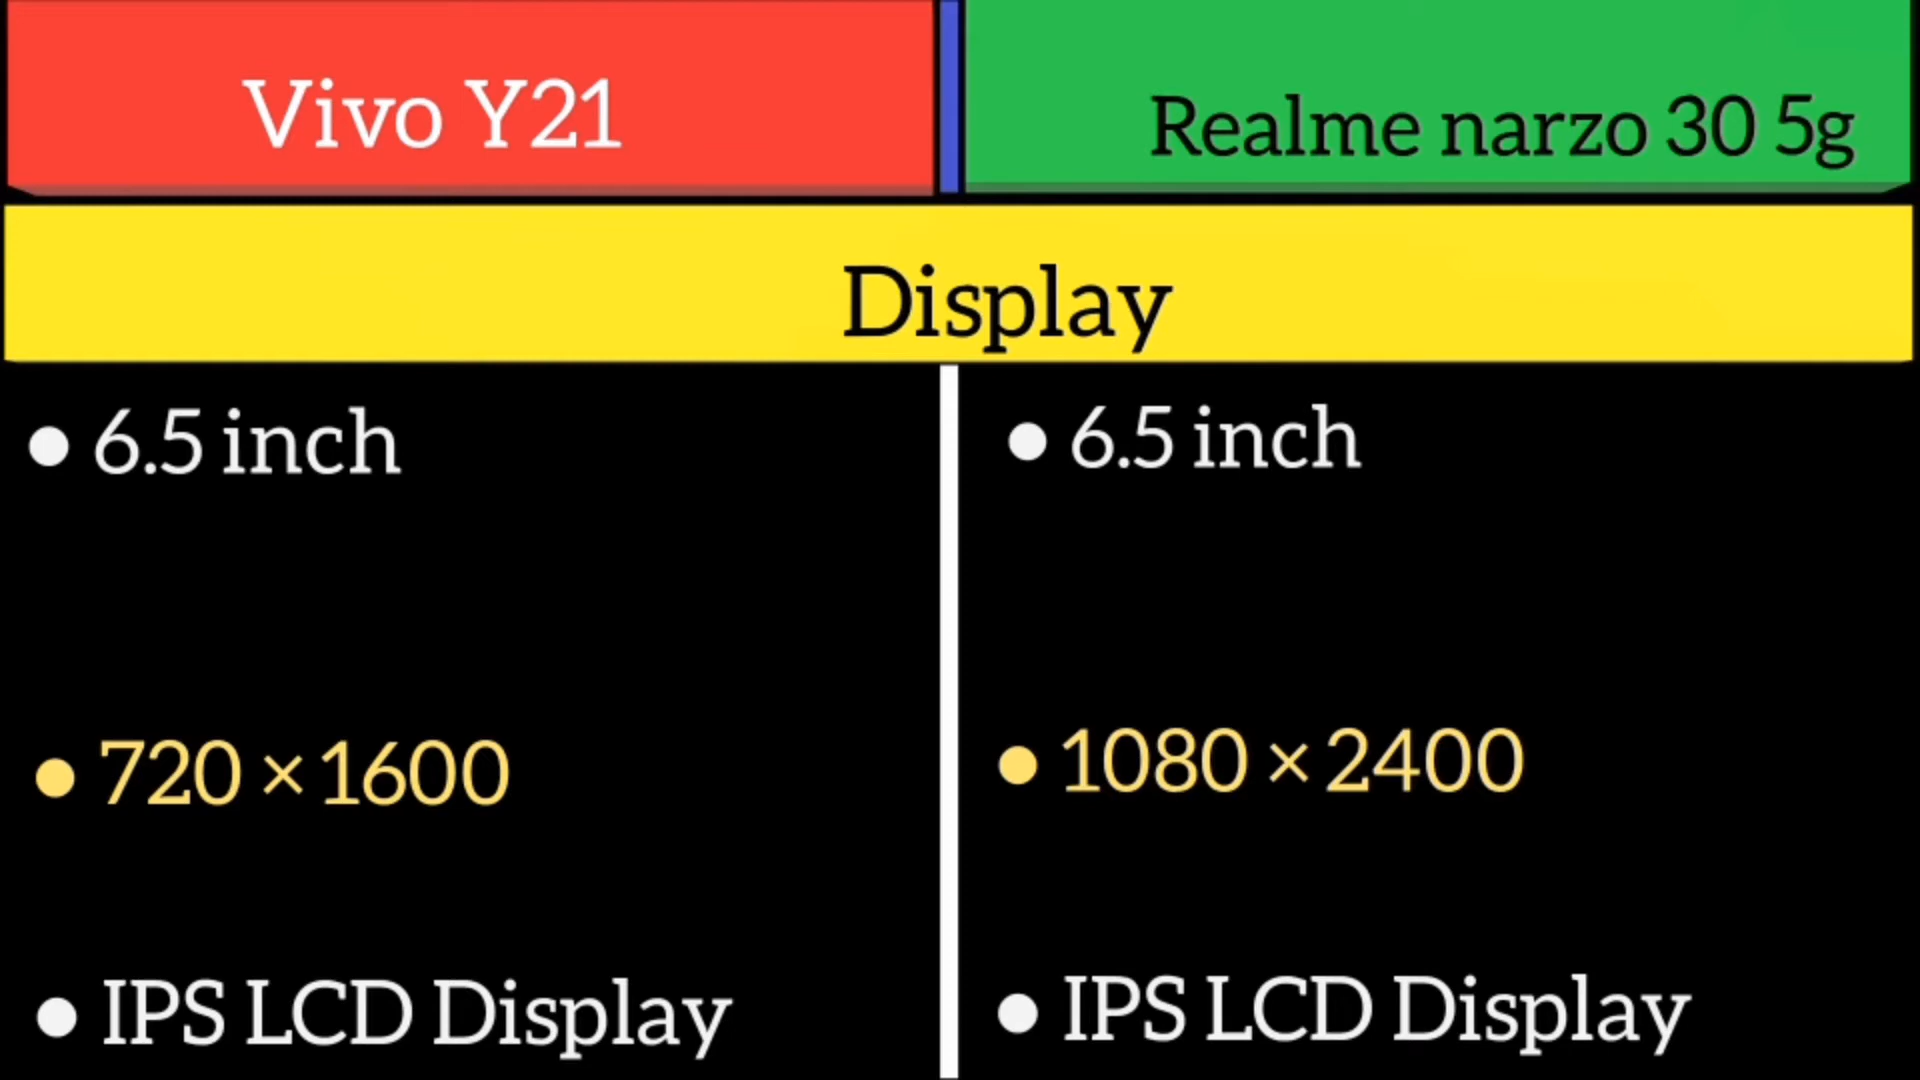 Vivo Y21
Realme narzo 30 5g
Display
• 6.5 inch
• 6.5 inch
• 720 × 1600
• 1080 × 2400
• IPS LCD Display
• IPS LCD Display